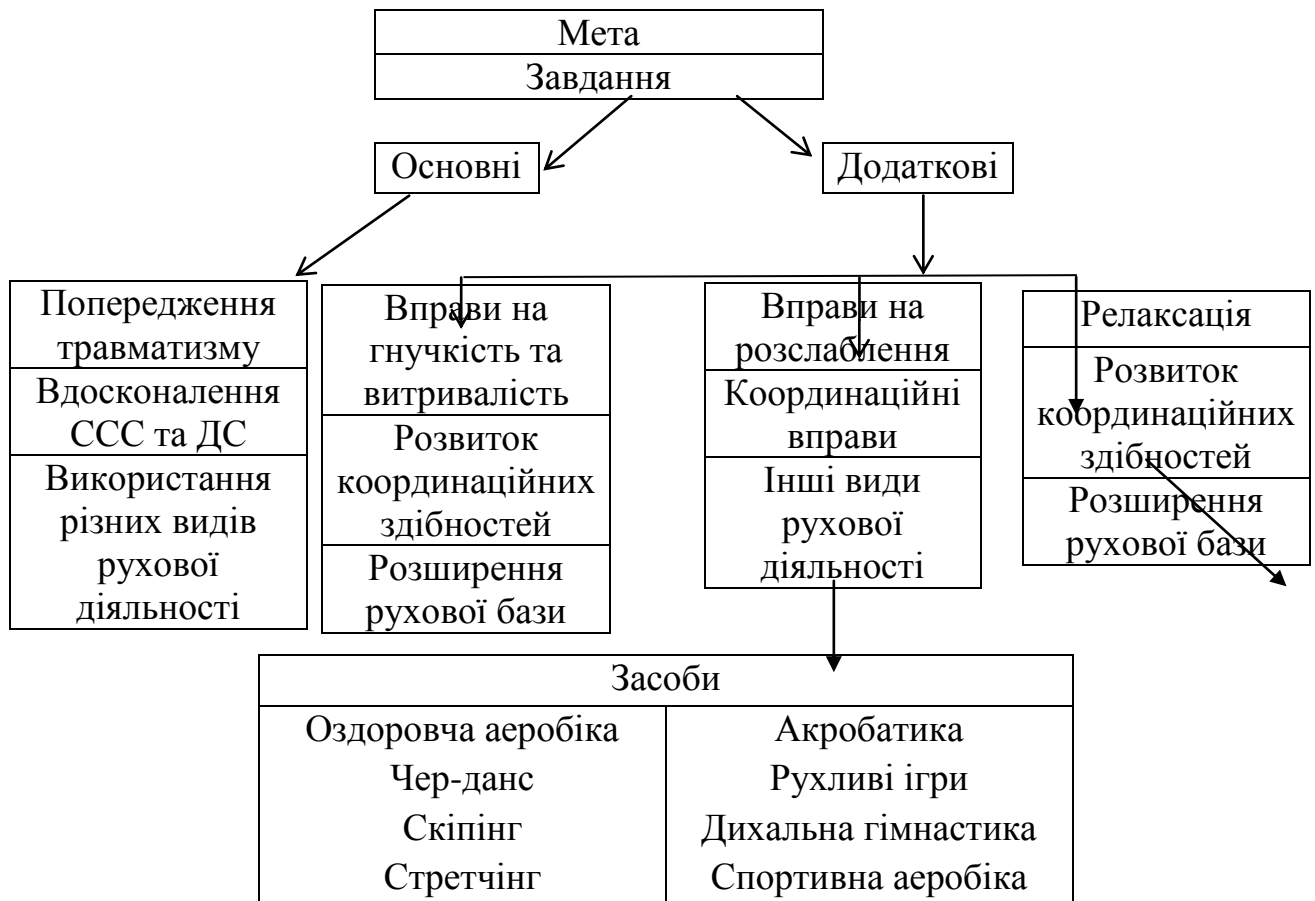 Мета
Завдання
Основні
Додаткові
Попередження
травматизму
Вдосконалення
ССС та ДС
Використання
різних видів
рухової
діяльності
Вправи на
гнучкість та
витривалість
Розвиток
координаційних
здібностей
Розширення
рухової бази
Вправи на
розслаблення
Координаційні
вправи
Інші види
рухової
діяльності
Релаксація
Розвиток
координаційних
здібностей
Розширення
рухової бази
Засоби
Оздоровча аеробіка
Чер-данс
Скіпінг
Стретчінг
Акробатика
Рухливі ігри
Дихальна гімнастика
Спортивна аеробіка